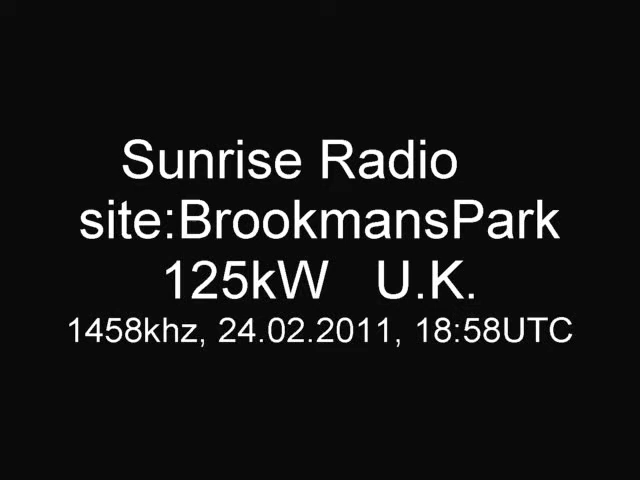 Sunrise Radio
site:BrookmansPark
125kW U.K.
1458khz, 24.02.2011, 18:58UTC